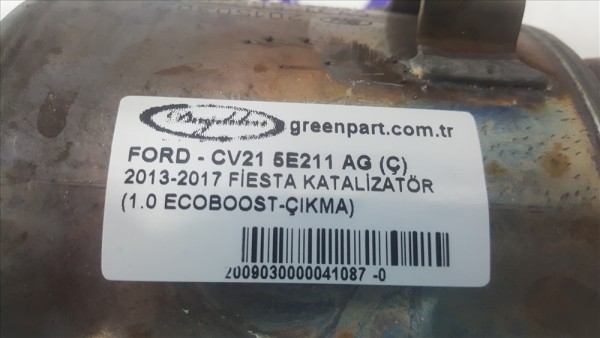 greenpart.com.tr
FORD - CV21 5E211 AG (Ç)
2013-2017 FİESTA KATALİZATÖR
(1.0 ECOBOOST-ÇIKMA)
2009030000041087 -0